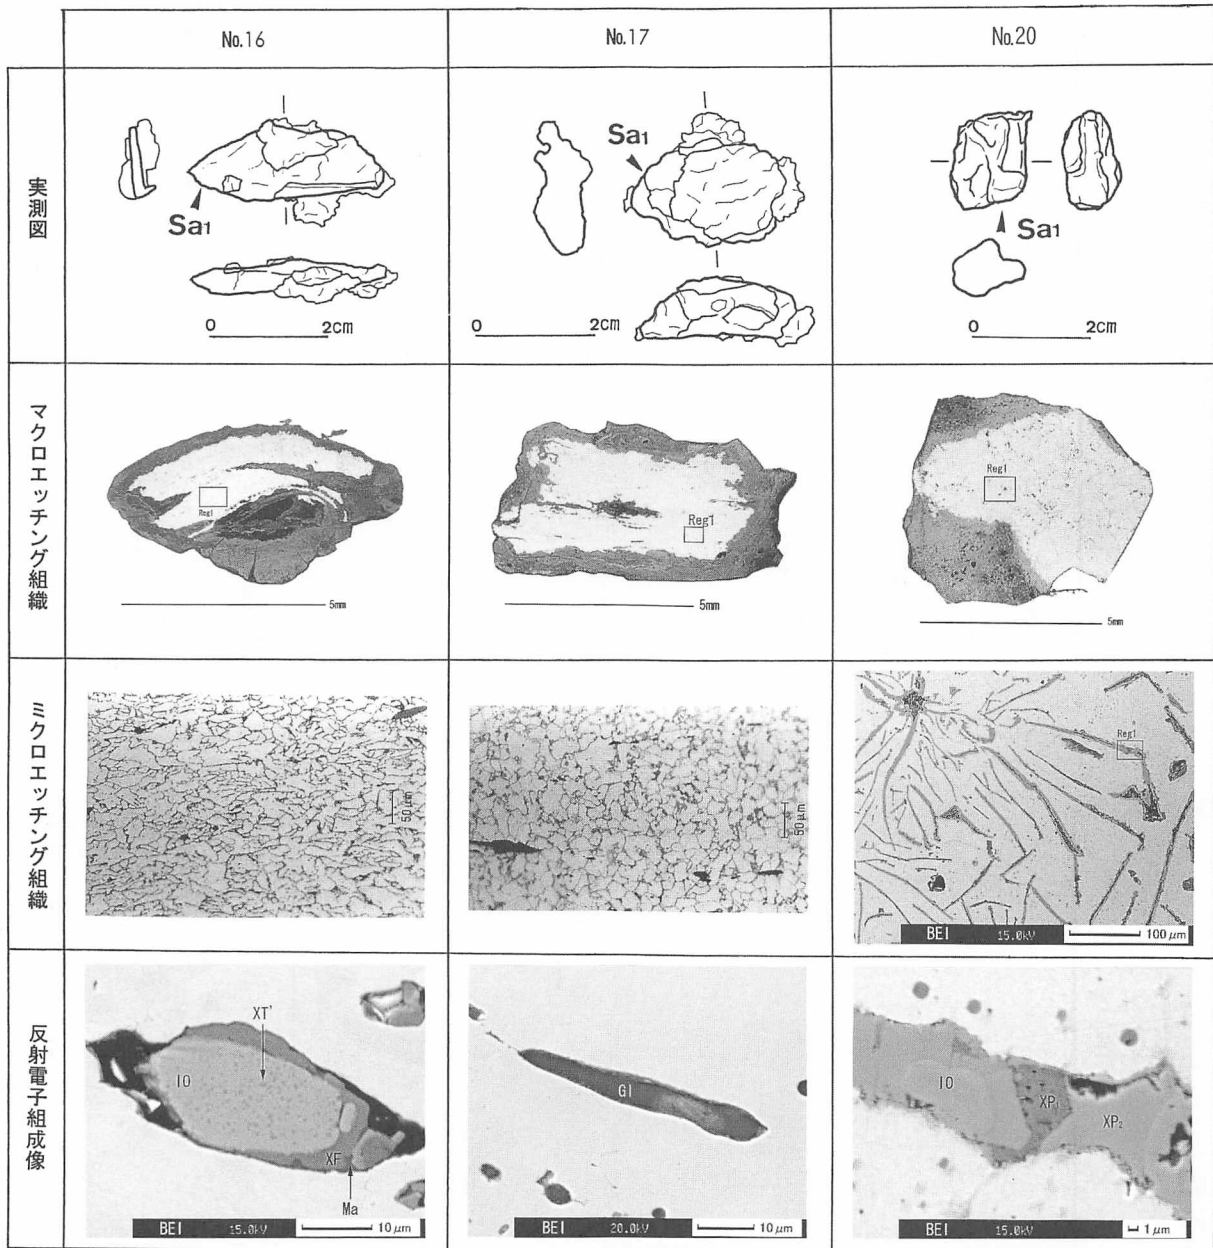 No.16
No.17
No.20
実測図
Sa1
0 2cm
Sa1
0 2cm
Sa1
0 2cm
マクロエッチング組織
Reg1
5mm
Reg1
5mm
Reg1
5mm
ミクロエッチング組織
50μm
50μm
Reg1
BEI 15.0kV 100μm
反射電子組成像
XT'
IO
XF
Ma
BEI 15.0kV 10μm
Gl
BEI 20.0kV 10μm
IO
XP1
XP2
BEI 15.0kV 1μm